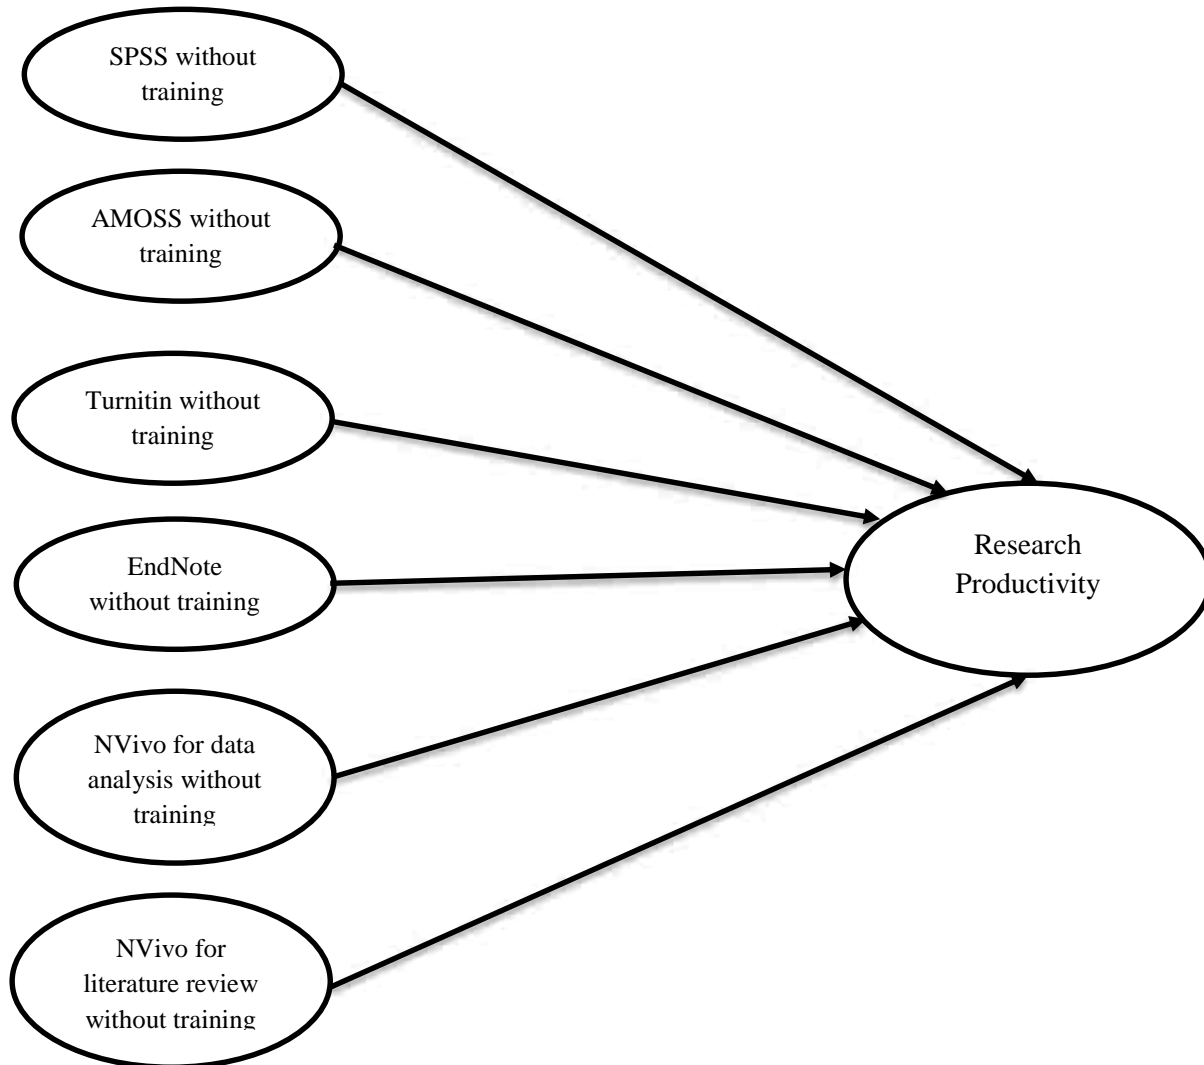 SPSS without
training
AMOSS without
training
Turnitin without
training
EndNote
without training
NVivo for data
analysis without
training
NVivo for
literature review
without training
Research
Productivity